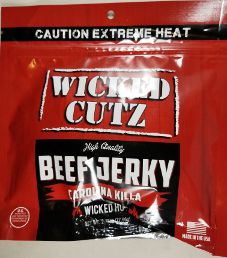 CAUTION EXTREME HEAT
WICKED
CUTZ
High Quality
BEEF JERKY
CAROLINA KILLA
WICKED HOT
MADE IN THE USA